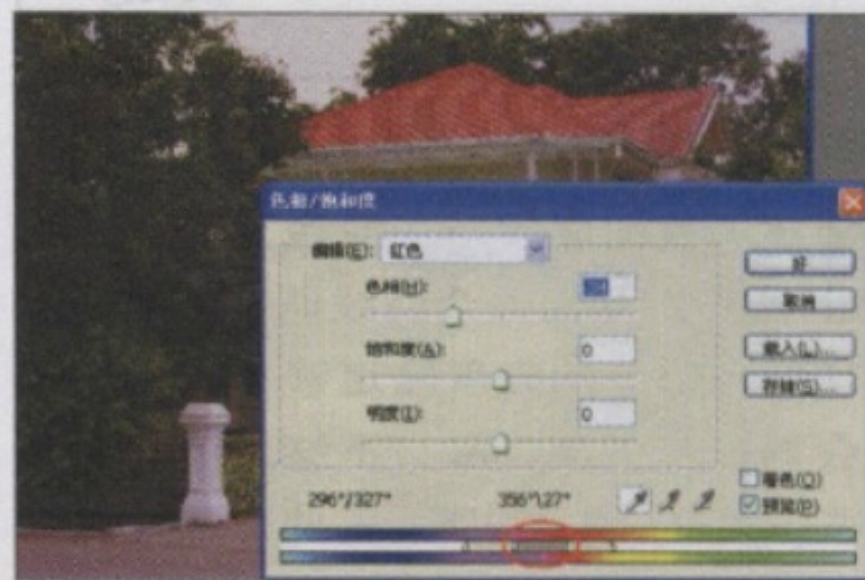 色相/饱和度
编辑(E): 红色
色相(H):
饱和度(A): 0
明度(I): 0
好
取消
载入(L)...
存储(S)...
着色(O)
预览(P)
296°/327° 356°\27°